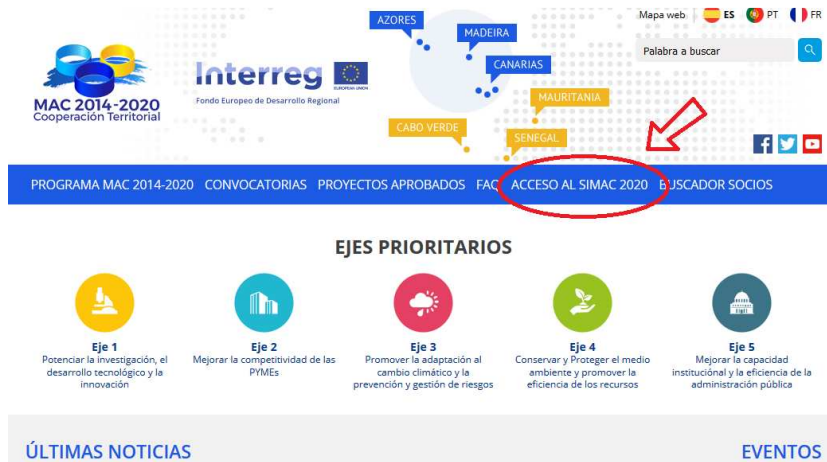 Mapa web ES PT FR
AZORES
MADEIRA
CANARIAS
MAURITANIA
CABO VERDE
SENEGAL
Palabra a buscar
MAC 2014-2020
Cooperación Territorial
Interreg
EUROPEAN UNION
Fondo Europeo de Desarrollo Regional
PROGRAMA MAC 2014-2020 CONVOCATORIAS PROYECTOS APROBADOS FAQ ACCESO AL SIMAC 2020 BUSCADOR SOCIOS
EJES PRIORITARIOS
Eje 1
Potenciar la investigación, el
desarrollo tecnológico y la
innovación
Eje 2
Mejorar la competitividad de las
PYMEs
Eje 3
Promover la adaptación al
cambio climático y la
prevención y gestión de riesgos
Eje 4
Conservar y Proteger el medio
ambiente y promover la
eficiencia de los recursos
Eje 5
Mejorar la capacidad
institucional y la eficiencia de la
administración pública
ÚLTIMAS NOTICIAS
EVENTOS